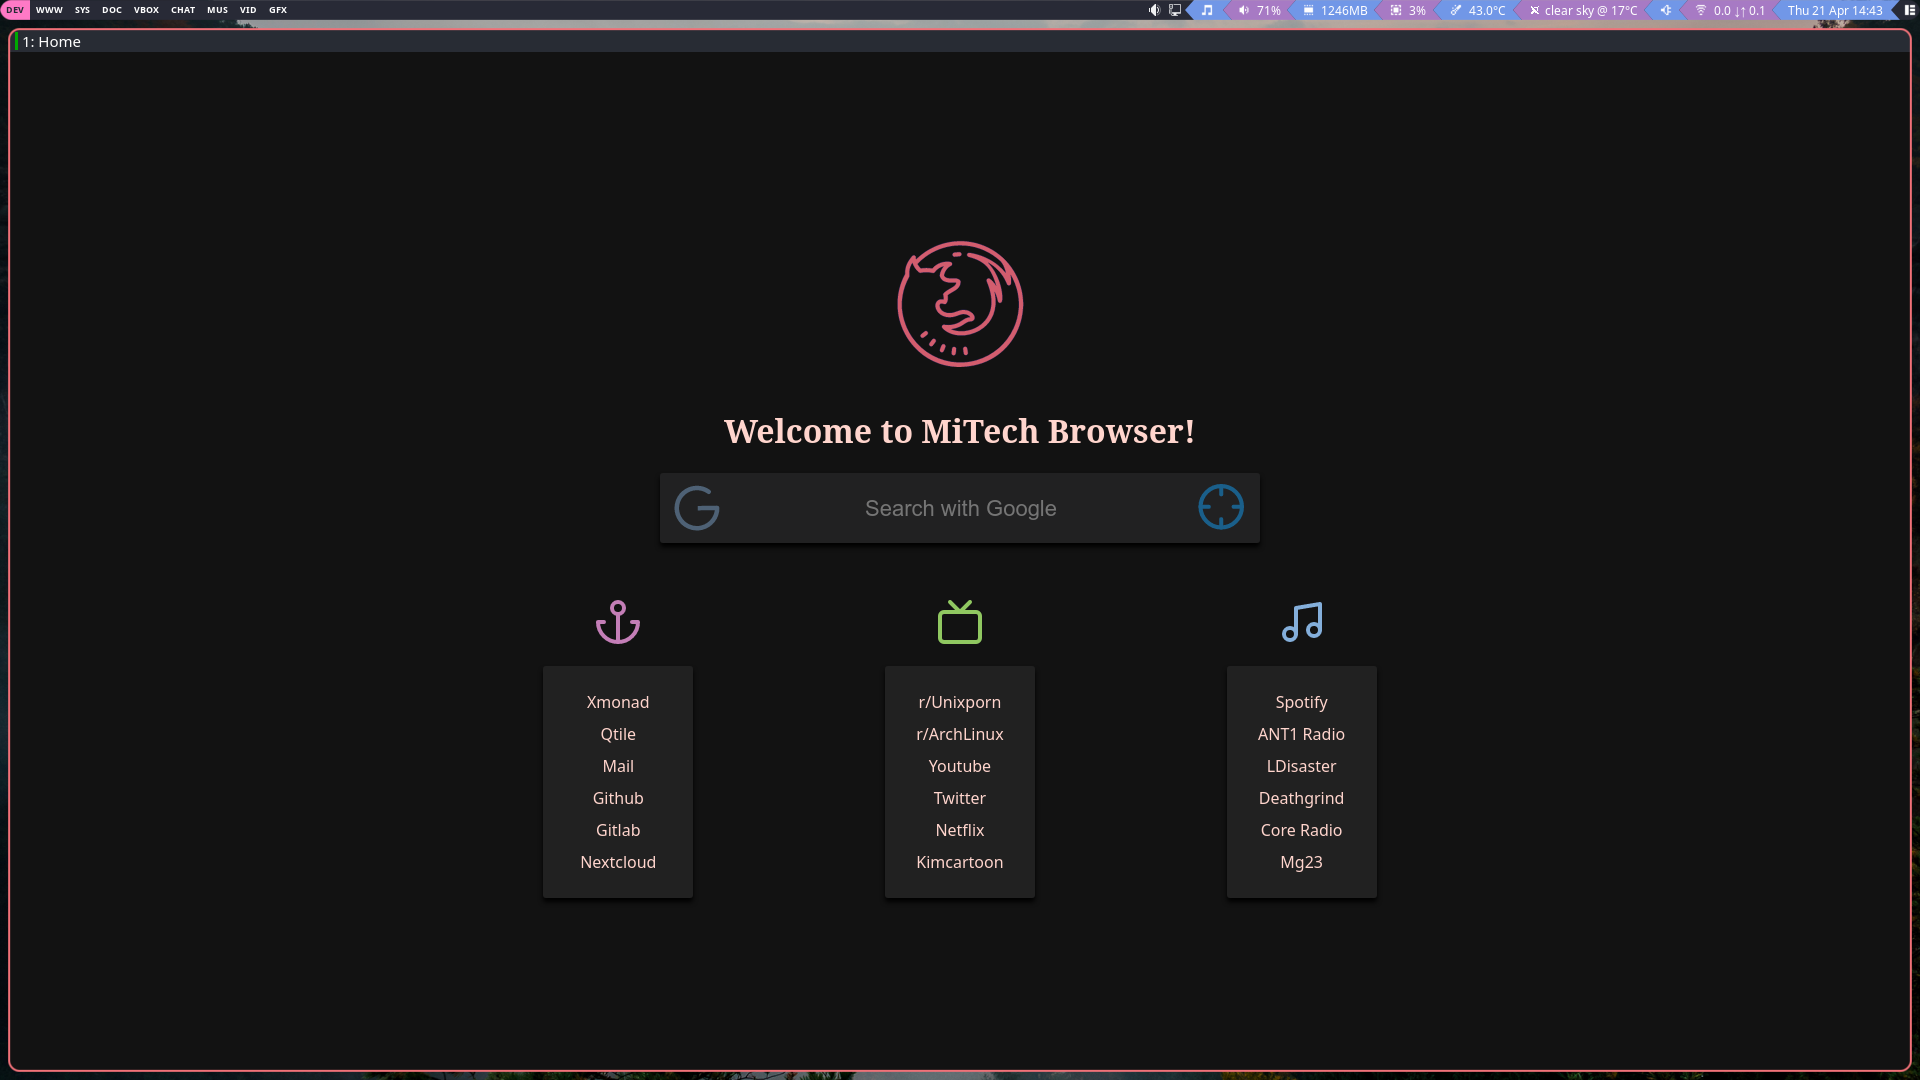 DEV WWW SYS DOC VBOX CHAT MUS VID GFX 71% 1246MB 3% 43.0°C clear sky @ 17°C 0.0 ↓↑ 0.1 Thu 21 Apr 14:43
1: Home
Welcome to MiTech Browser!
Search with Google
Xmonad
Qtile
Mail
Github
Gitlab
Nextcloud
r/Unixporn
r/ArchLinux
Youtube
Twitter
Netflix
Kimcartoon
Spotify
ANT1 Radio
LDisaster
Deathgrind
Core Radio
Mg23